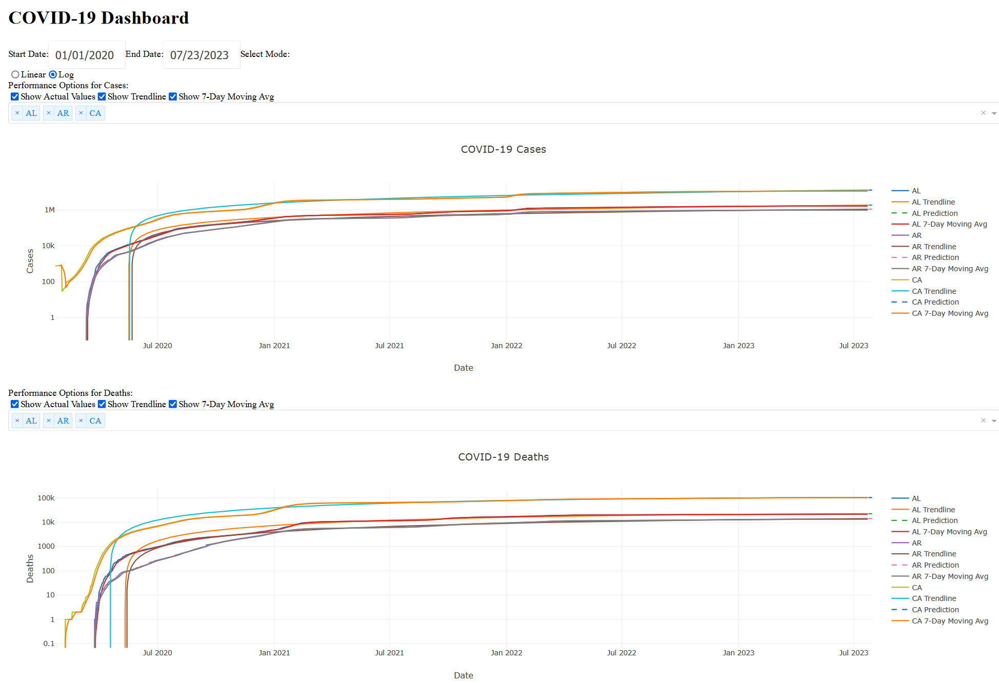 COVID-19 Dashboard
Start Date: 01/01/2020 End Date: 07/23/2023 Select Mode:
Linear Log
Performance Options for Cases:
Show Actual Values Show Trendline Show 7-Day Moving Avg
× AL × AR × CA ×
COVID-19 Cases
1M
10k
100
1
Cases
Jul 2020 Jan 2021 Jul 2021 Jan 2022 Jul 2022 Jan 2023 Jul 2023
Date
AL
AL Trendline
AL Prediction
AL 7-Day Moving Avg
AR
AR Trendline
AR Prediction
AR 7-Day Moving Avg
CA
CA Trendline
CA Prediction
CA 7-Day Moving Avg
Performance Options for Deaths:
Show Actual Values Show Trendline Show 7-Day Moving Avg
× AL × AR × CA ×
COVID-19 Deaths
100k
10k
1000
100
10
1
0.1
Deaths
Jul 2020 Jan 2021 Jul 2021 Jan 2022 Jul 2022 Jan 2023 Jul 2023
Date
AL
AL Trendline
AL Prediction
AL 7-Day Moving Avg
AR
AR Trendline
AR Prediction
AR 7-Day Moving Avg
CA
CA Trendline
CA Prediction
CA 7-Day Moving Avg